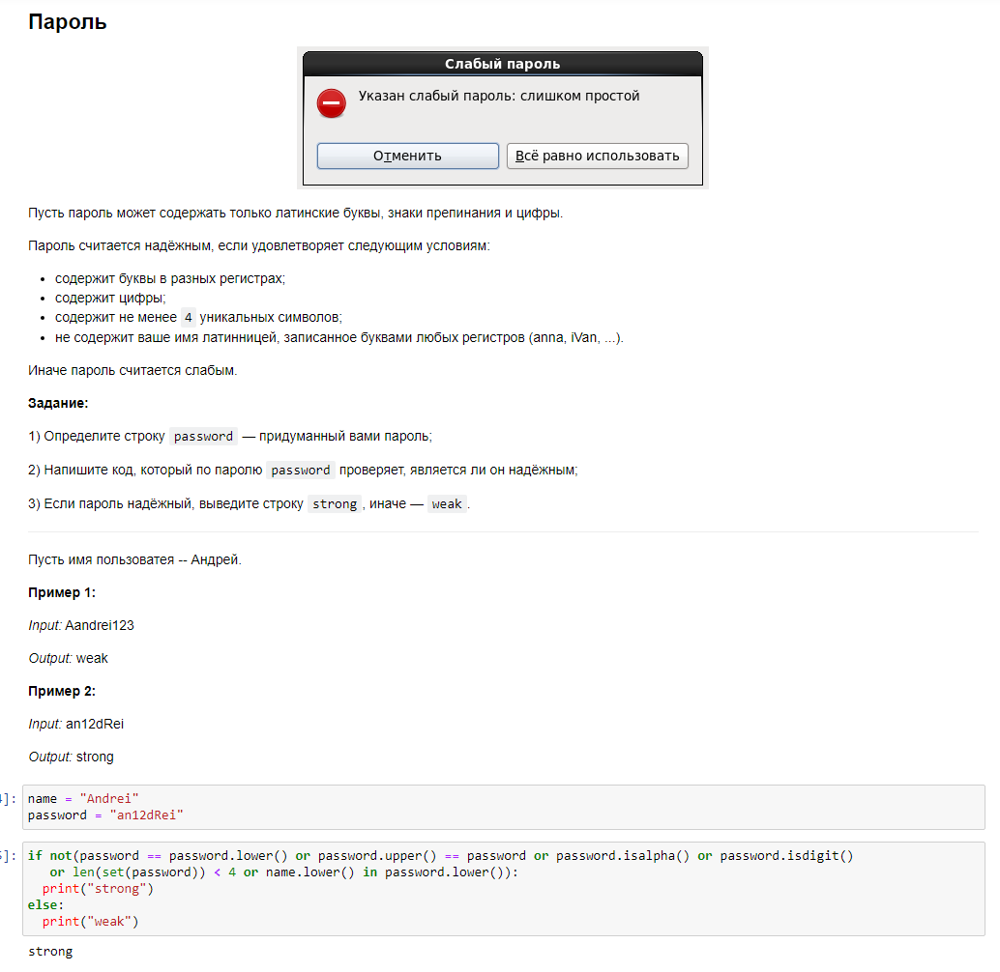 Пароль
Слабый пароль
Указан слабый пароль: слишком простой
Отменить
Всё равно использовать
Пусть пароль может содержать только латинские буквы, знаки препинания и цифры.
Пароль считается надёжным, если удовлетворяет следующим условиям:
• содержит буквы в разных регистрах;
• содержит цифры;
• содержит не менее 4 уникальных символов;
• не содержит ваше имя латинницей, записанное буквами любых регистров (anna, iVan, ...).
Иначе пароль считается слабым.
Задание:
1) Определите строку password — придуманный вами пароль;
2) Напишите код, который по паролю password проверяет, является ли он надёжным;
3) Если пароль надёжный, выведите строку strong, иначе — weak.
Пусть имя пользоватея -- Андрей.
Пример 1:
Input: Aandrei123
Output: weak
Пример 2:
Input: an12dRei
Output: strong
]: name = "Andrei"
password = "an12dRei"
]: if not(password == password.lower() or password.upper() == password or password.isalpha() or password.isdigit()
or len(set(password)) < 4 or name.lower() in password.lower()):
print("strong")
else:
print("weak")
strong